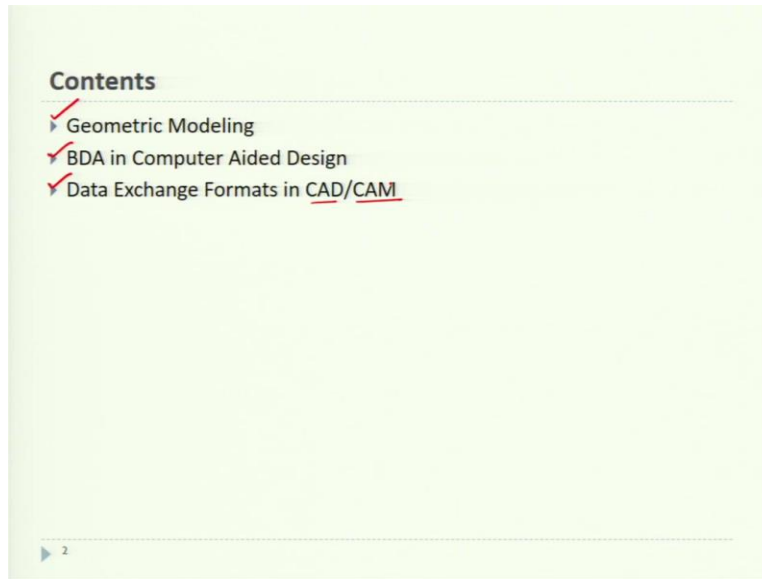 Contents
Geometric Modeling
BDA in Computer Aided Design
Data Exchange Formats in CAD/CAM
2